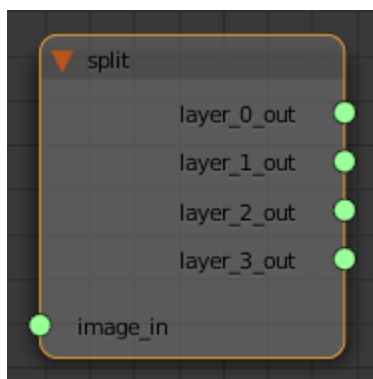 split
layer_0_out
layer_1_out
layer_2_out
layer_3_out
image_in